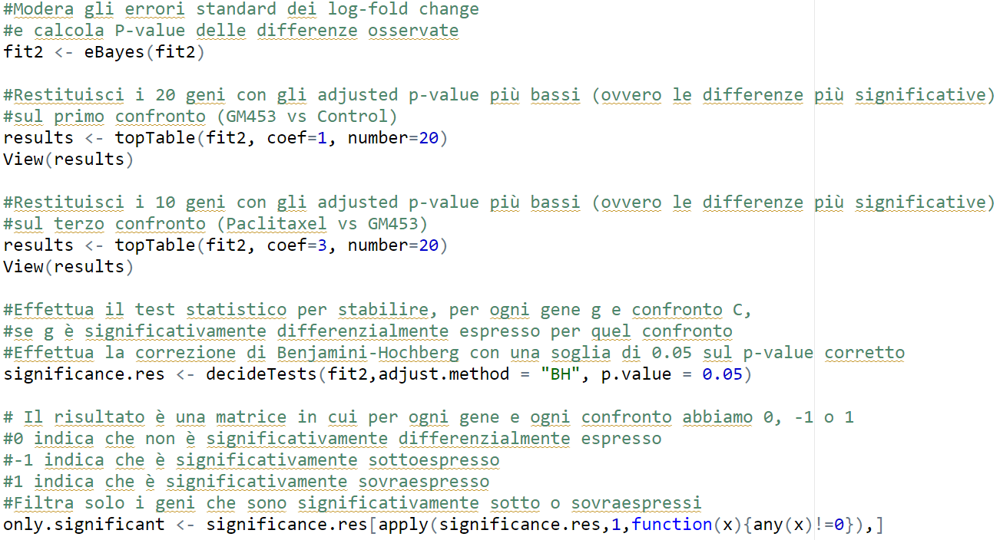 #Modera gli errori standard dei log-fold change
#e calcola P-value delle differenze osservate
fit2 <- eBayes(fit2)
#Restituisci i 20 geni con gli adjusted p-value più bassi (ovvero le differenze più significative)
#sul primo confronto (GM453 vs Control)
results <- topTable(fit2, coef=1, number=20)
View(results)
#Restituisci i 10 geni con gli adjusted p-value più bassi (ovvero le differenze più significative)
#sul terzo confronto (Paclitaxel vs GM453)
results <- topTable(fit2, coef=3, number=20)
View(results)
#Effettua il test statistico per stabilire, per ogni gene g e confronto C,
#se g è significativamente differenzialmente espresso per quel confronto
#Effettua la correzione di Benjamini-Hochberg con una soglia di 0.05 sul p-value corretto
significance.res <- decideTests(fit2,adjust.method = "BH", p.value = 0.05)
# Il risultato è una matrice in cui per ogni gene e ogni confronto abbiamo 0, -1 o 1
#0 indica che non è significativamente differenzialmente espresso
#-1 indica che è significativamente sottoespresso
#1 indica che è significativamente sovraespresso
#Filtra solo i geni che sono significativamente sotto o sovraespressi
only.significant <- significance.res[apply(significance.res,1,function(x){any(x)!=0}),]